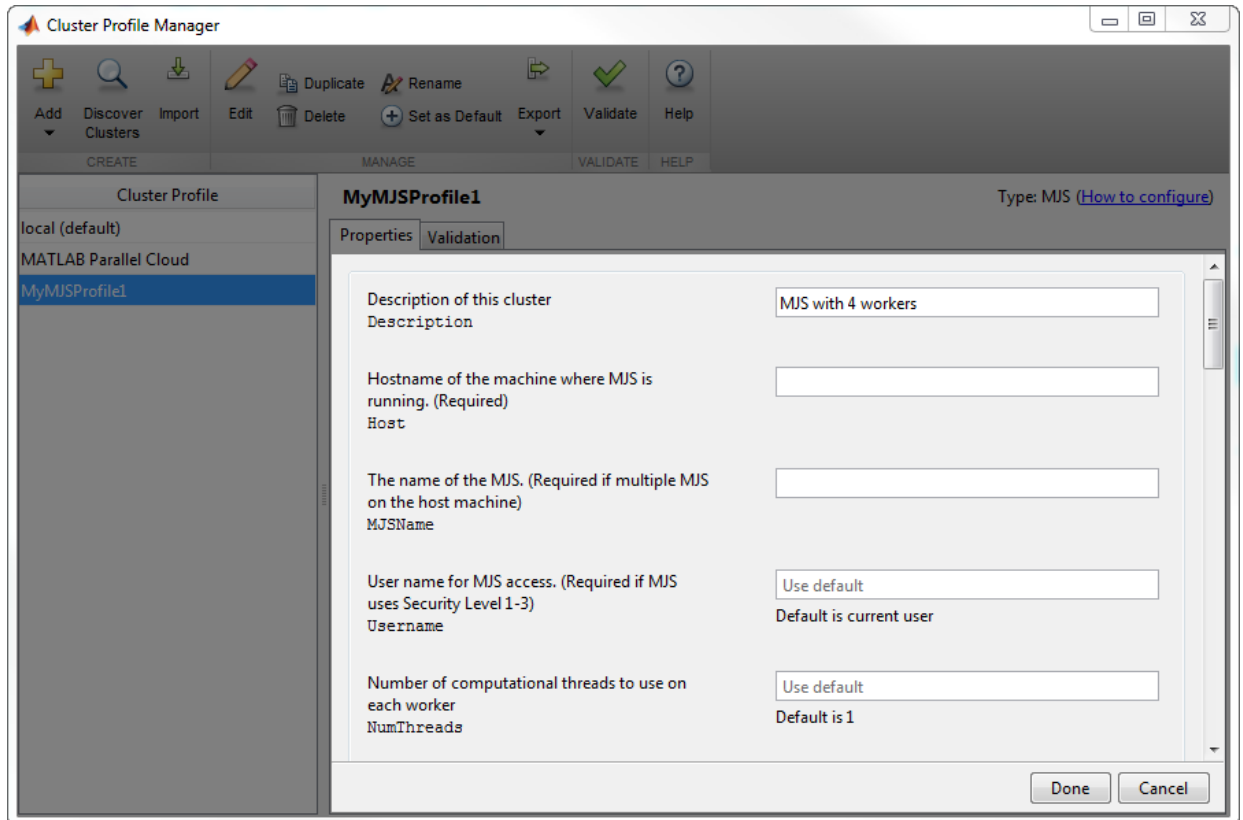 Cluster Profile Manager
Add
Discover
Clusters
Import
Edit
Duplicate
Delete
Rename
Set as Default
Export
Validate
Help
CREATE
MANAGE
VALIDATE
HELP
Cluster Profile
local (default)
MATLAB Parallel Cloud
MyMJSProfile1
MyMJSProfile1
Type: MJS (How to configure)
Properties
Validation
Description of this cluster
Description
MJS with 4 workers
Hostname of the machine where MJS is
running. (Required)
Host
The name of the MJS. (Required if multiple MJS
on the host machine)
MJSName
User name for MJS access. (Required if MJS
uses Security Level 1-3)
Username
Use default
Default is current user
Number of computational threads to use on
each worker
NumThreads
Use default
Default is 1
Done
Cancel